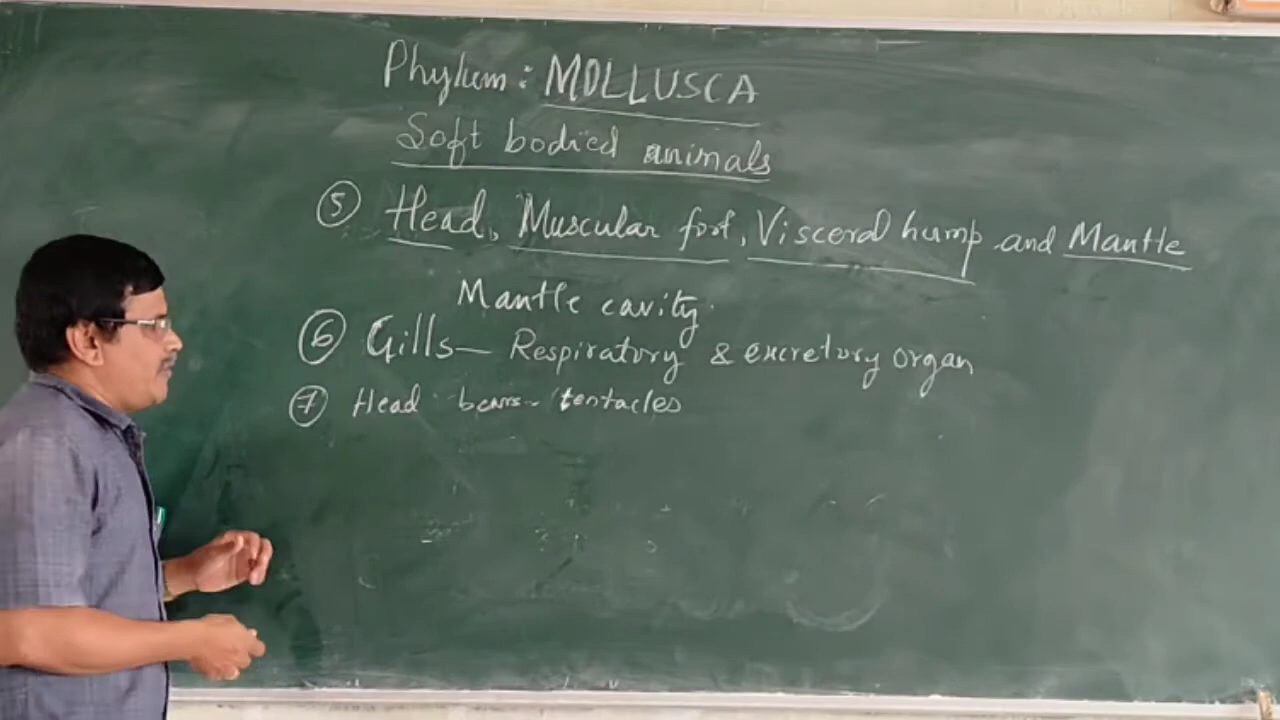 Phylum: MOLLUSCA
Soft bodied animals
⑤ Head, Muscular foot, Visceral hump and Mantle
Mantle cavity.
⑥ Gills— Respiratory & excretory organ
⑦ Head bears tentacles